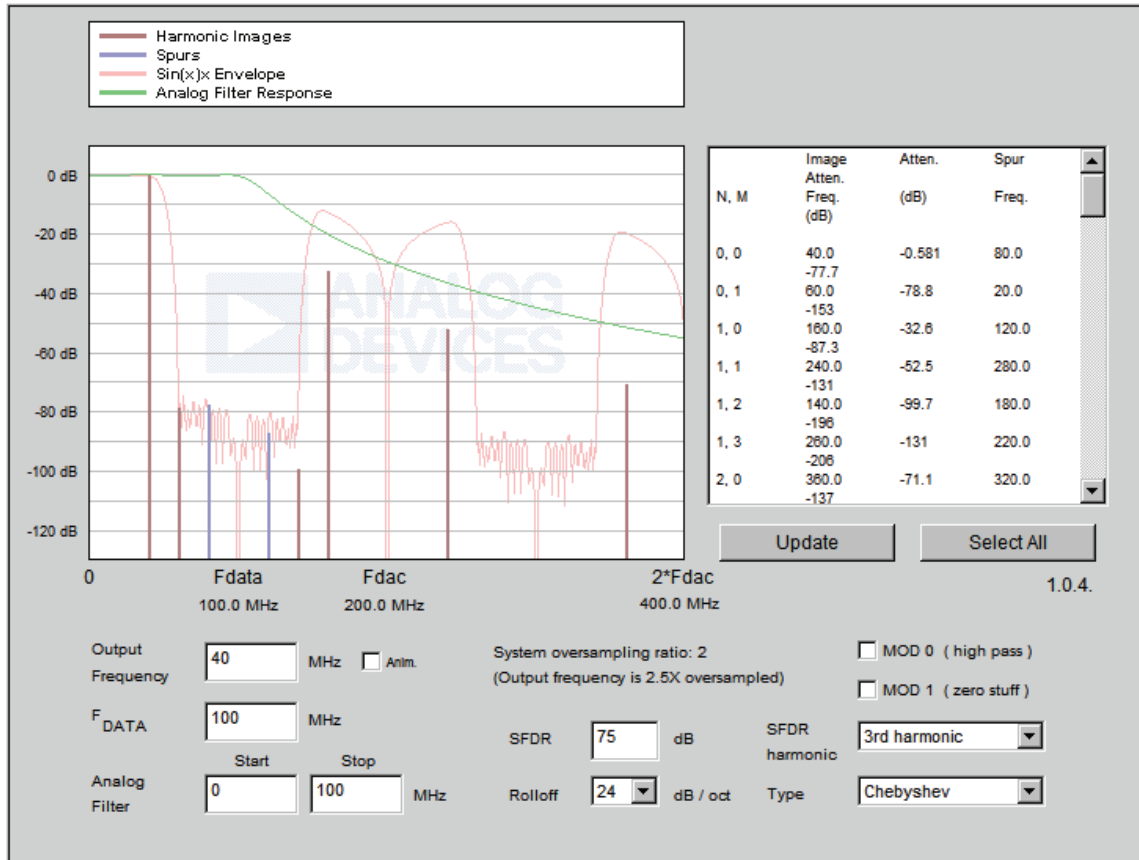 Harmonic Images
Spurs
Sin(x)x Envelope
Analog Filter Response
0 dB
-20 dB
-40 dB
-60 dB
-80 dB
-100 dB
-120 dB
ANALOG
DEVICES
0 Fdata Fdac 2*Fdac
100.0 MHz 200.0 MHz 400.0 MHz
Image Atten. Spur
Atten.
N, M Freq. (dB) Freq.
(dB)
0, 0 40.0 -0.581 80.0
-77.7
0, 1 60.0 -78.8 20.0
-153
1, 0 160.0 -32.6 120.0
-87.3
1, 1 240.0 -52.5 280.0
-131
1, 2 140.0 -99.7 180.0
-196
1, 3 260.0 -131 220.0
-206
2, 0 360.0 -71.1 320.0
-137
Update Select All
1.0.4.
Output
Frequency 40 MHz Anim.
FDATA 100 MHz
Start Stop
Analog
Filter 0 100 MHz
System oversampling ratio: 2
(Output frequency is 2.5X oversampled)
SFDR 75 dB
Rolloff 24 dB / oct
MOD 0 ( high pass )
MOD 1 ( zero stuff )
SFDR
harmonic 3rd harmonic
Type Chebyshev